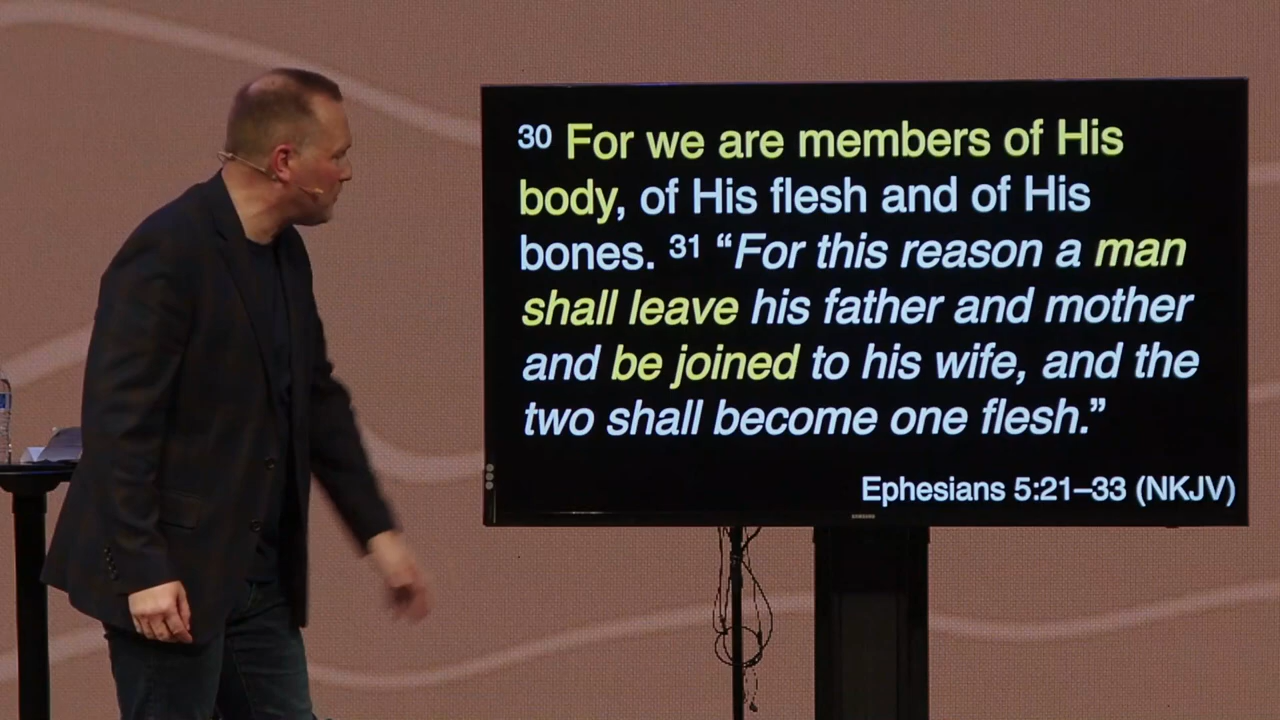 30 For we are members of His
body, of His flesh and of His
bones. 31 “For this reason a man
shall leave his father and mother
and be joined to his wife, and the
two shall become one flesh.”
Ephesians 5:21–33 (NKJV)
SAMSUNG